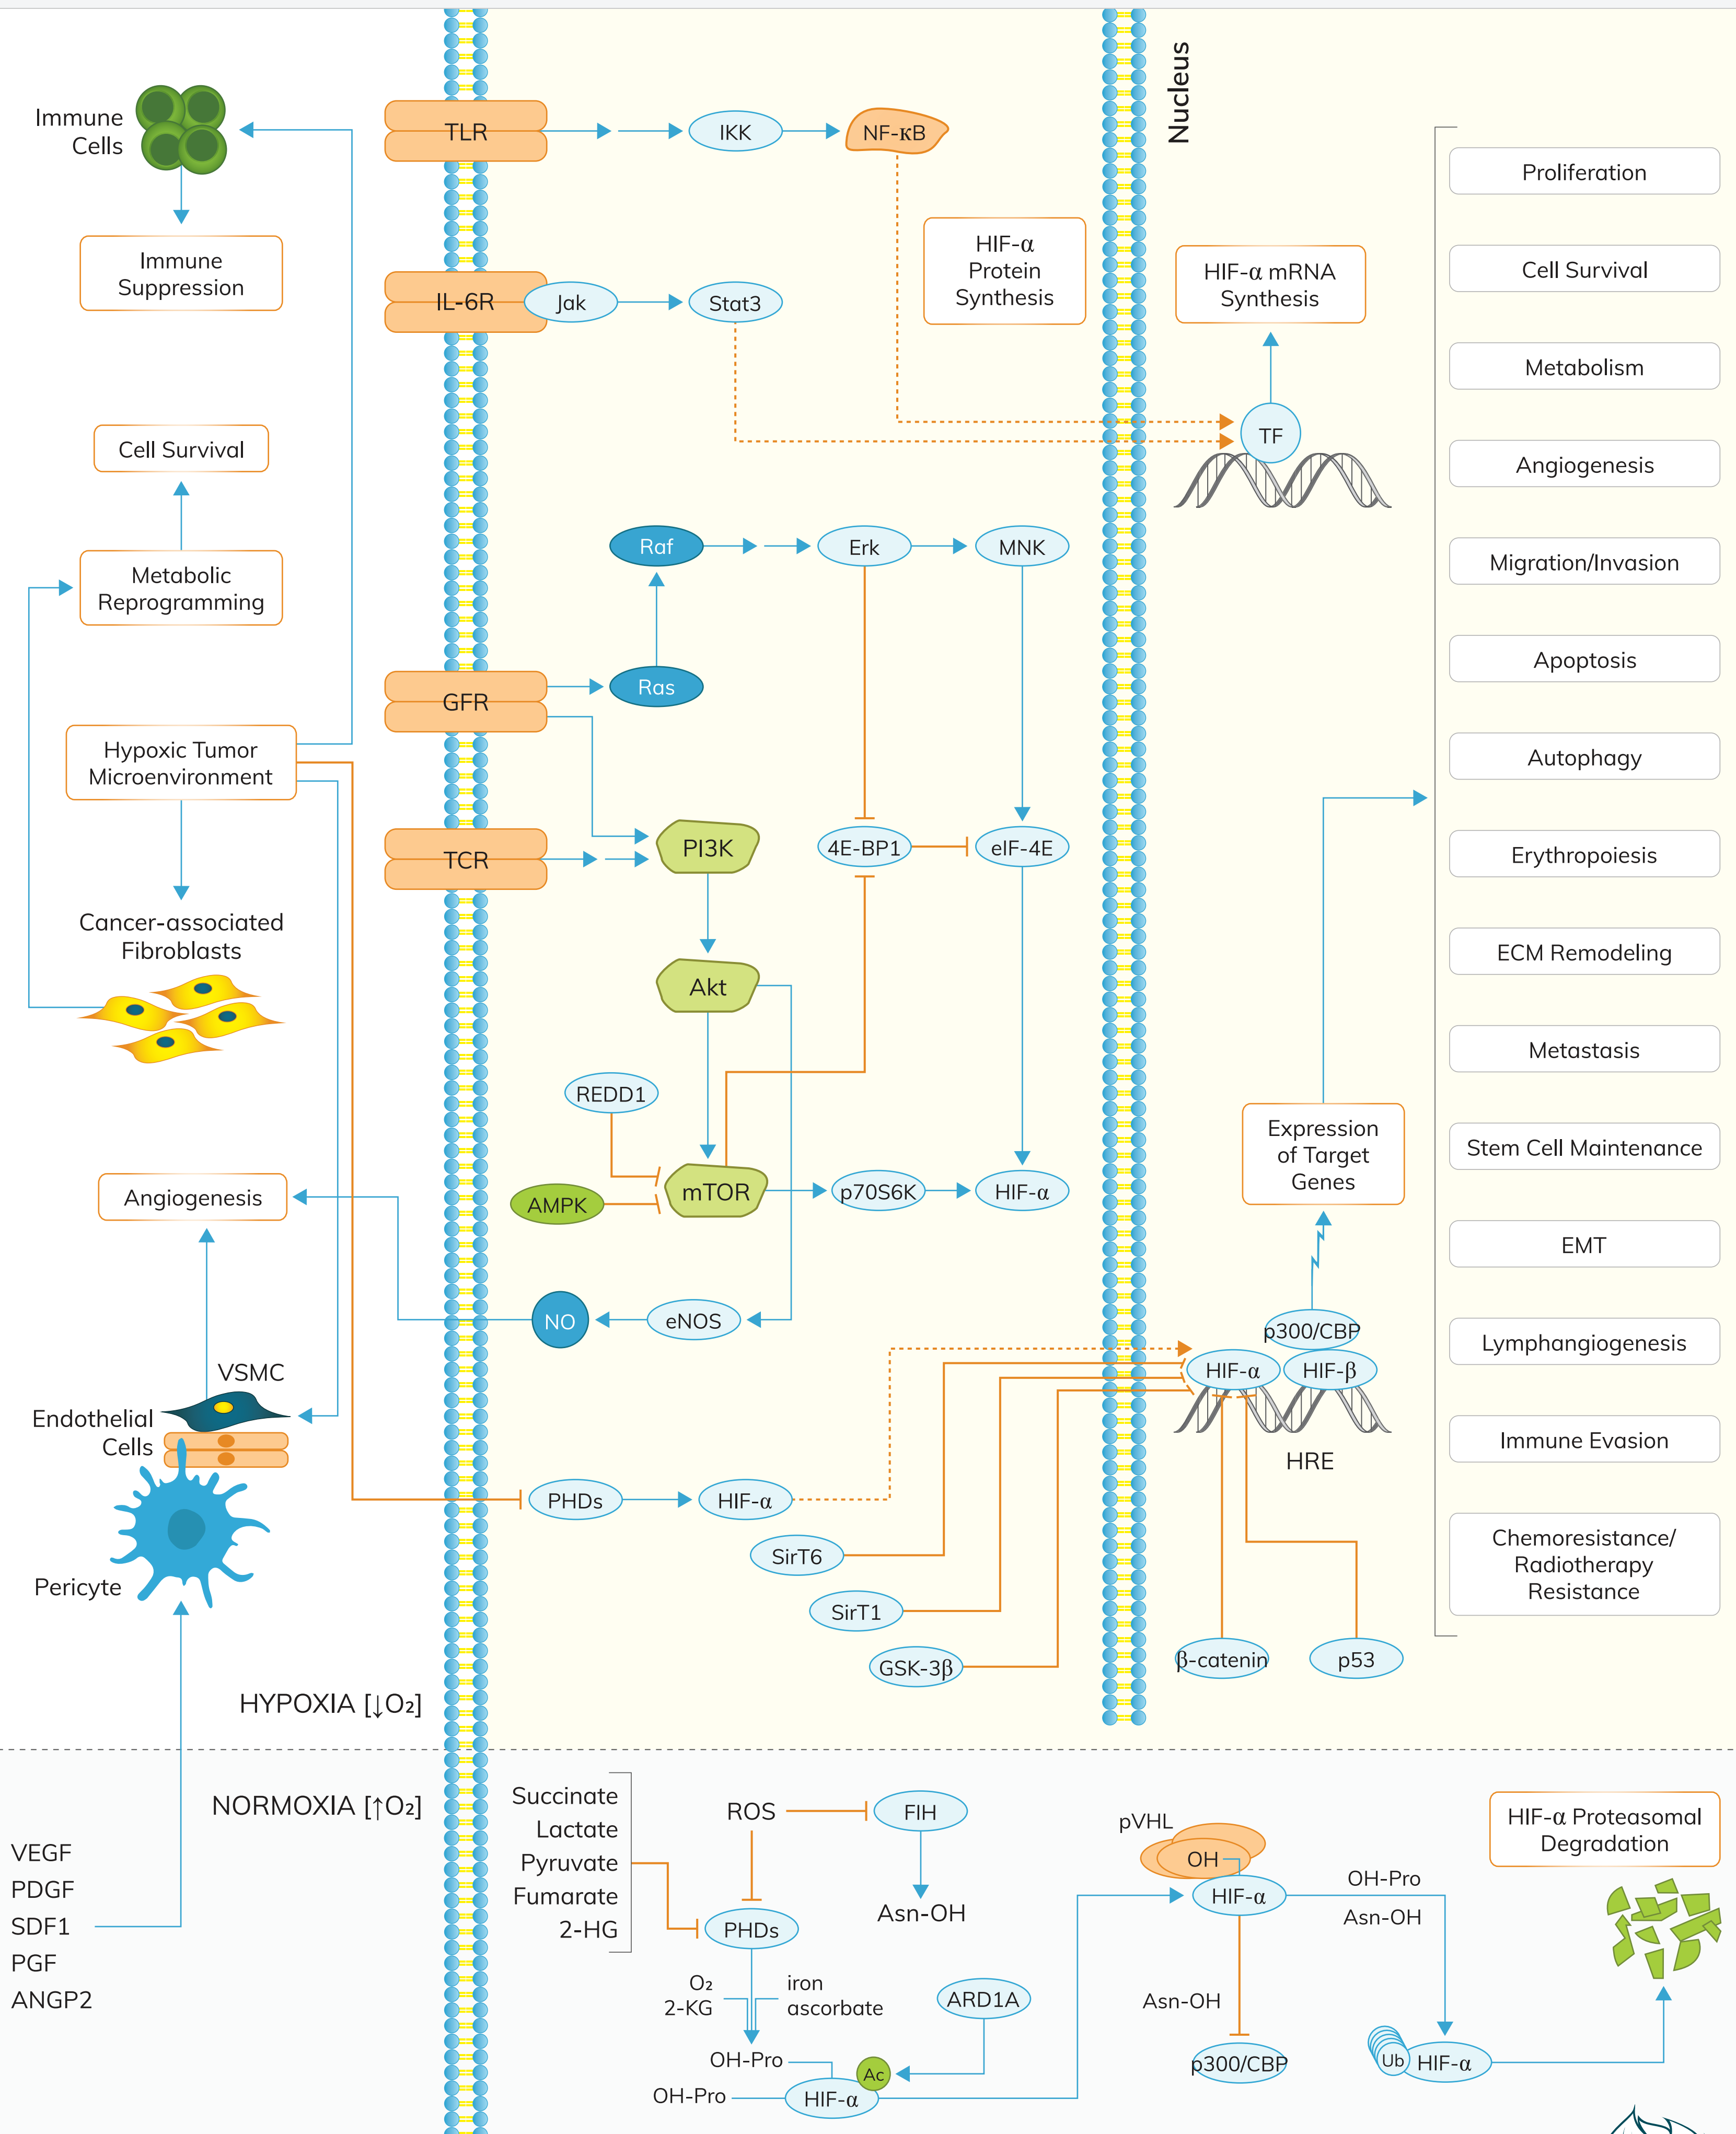 Immune
Cells
Immune
Suppression
Cell Survival
Metabolic
Reprogramming
Hypoxic Tumor
Microenvironment
Cancer-associated
Fibroblasts
Angiogenesis
VSMC
Endothelial
Cells
Pericyte
HYPOXIA [↓O₂]
NORMOXIA [↑O₂]
VEGF
PDGF
SDF1
PGF
ANGP2
TLR
IKK
NF-κB
IL-6R
Jak
Stat3
HIF-α
Protein
Synthesis
Raf
Erk
MNK
GFR
Ras
TCR
PI3K
4E-BP1
eIF-4E
Akt
REDD1
AMPK
mTOR
p70S6K
HIF-α
NO
eNOS
PHDs
HIF-α
SirT6
SirT1
GSK-3β
Nucleus
HIF-α mRNA
Synthesis
TF
Expression
of Target
Genes
p300/CBP
HIF-α
HIF-β
HRE
β-catenin
p53
Proliferation
Cell Survival
Metabolism
Angiogenesis
Migration/Invasion
Apoptosis
Autophagy
Erythropoiesis
ECM Remodeling
Metastasis
Stem Cell Maintenance
EMT
Lymphangiogenesis
Immune Evasion
Chemoresistance/
Radiotherapy
Resistance
Succinate
Lactate
Pyruvate
Fumarate
2-HG
ROS
FIH
Asn-OH
PHDs
O₂
2-KG
iron
ascorbate
ARD1A
OH-Pro
Ac
OH-Pro
HIF-α
pVHL
OH
HIF-α
OH-Pro
Asn-OH
Asn-OH
p300/CBP
Ub
HIF-α
HIF-α Proteasomal
Degradation